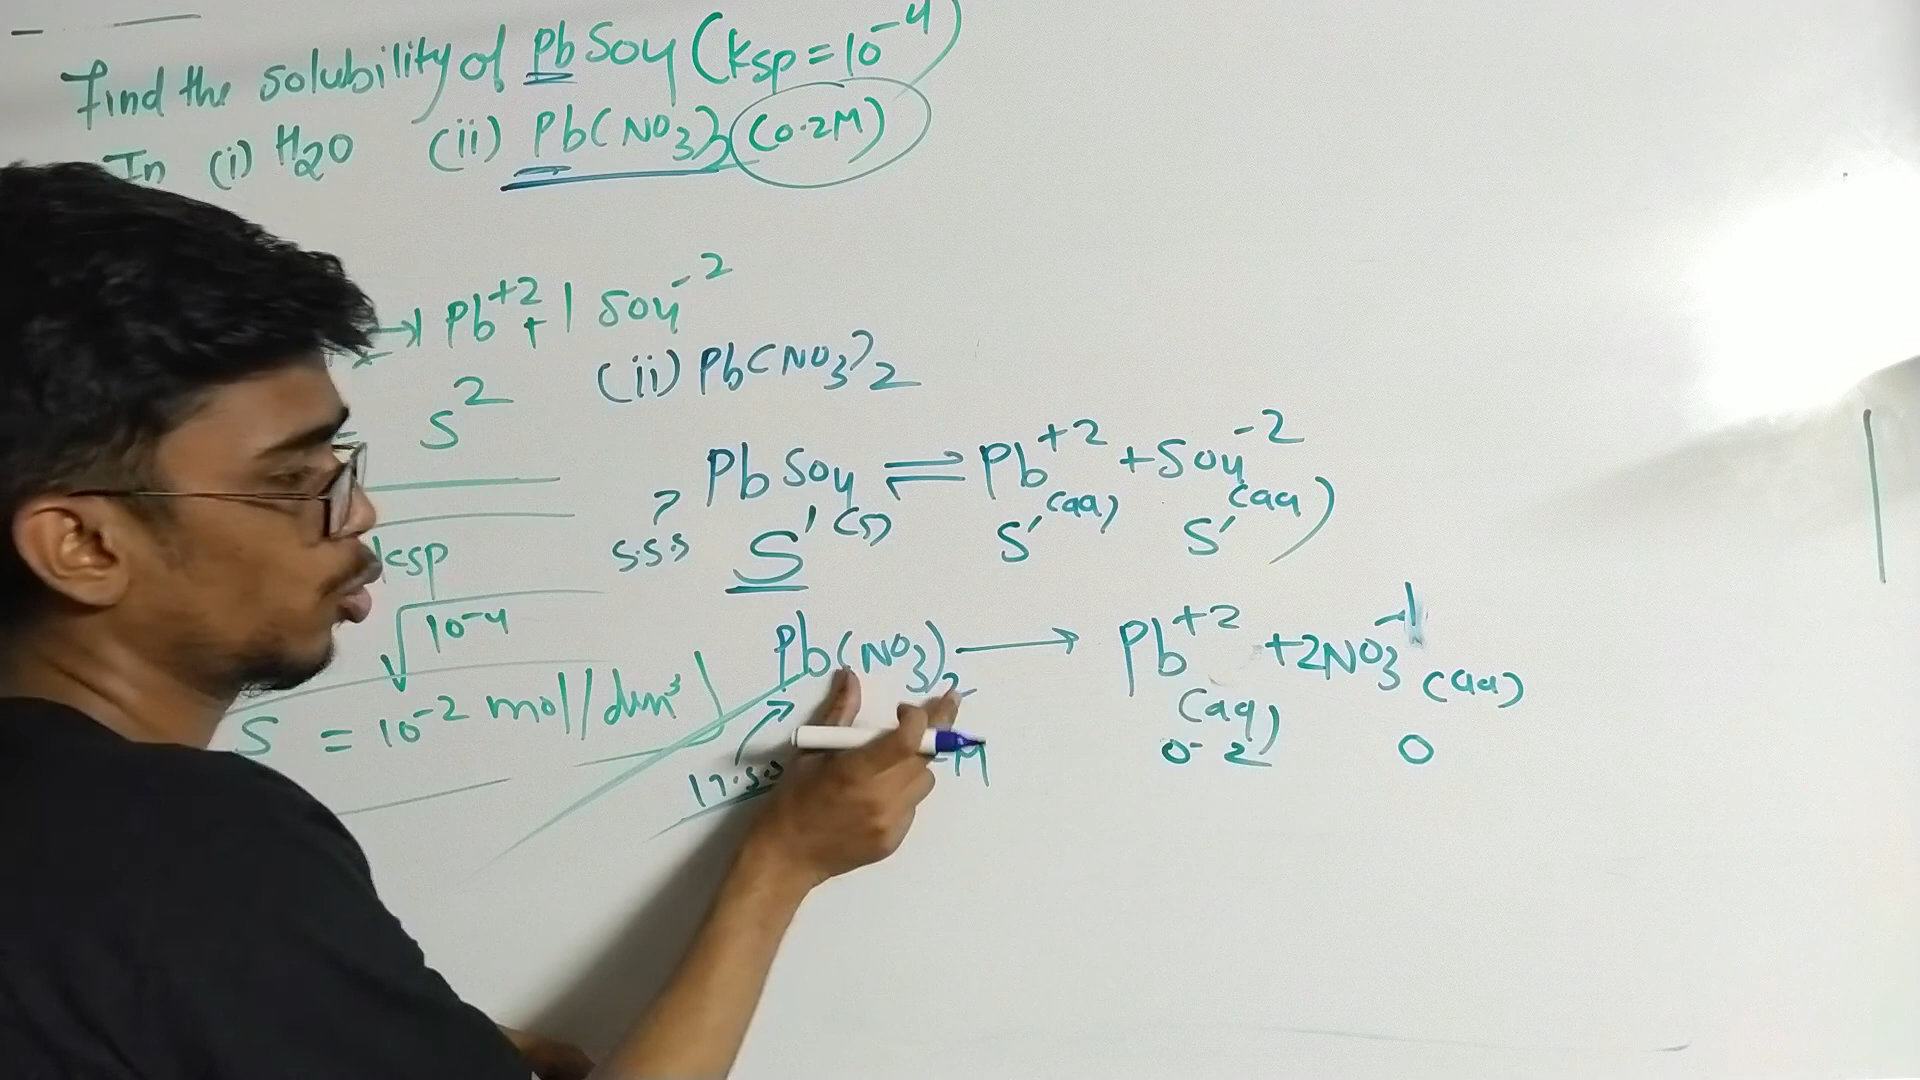 Find the solubility of PbSO4 (ksp=10⁻⁴)
In (i) H2O (ii) Pb(NO3)2 (0.2M)
→ Pb⁺² + | SO4⁻²
= S²
ksp
√10⁻⁴
S = 10⁻² mol/dm³
(ii) Pb(NO3)2
PbSO4 (s) ⇌ Pb⁺² (aq) + SO4⁻² (aq)
S.S.S S' S' S'
Pb(NO3)2 → Pb⁺² (aq) + 2NO3⁻¹ (aq)
M 0.2 0